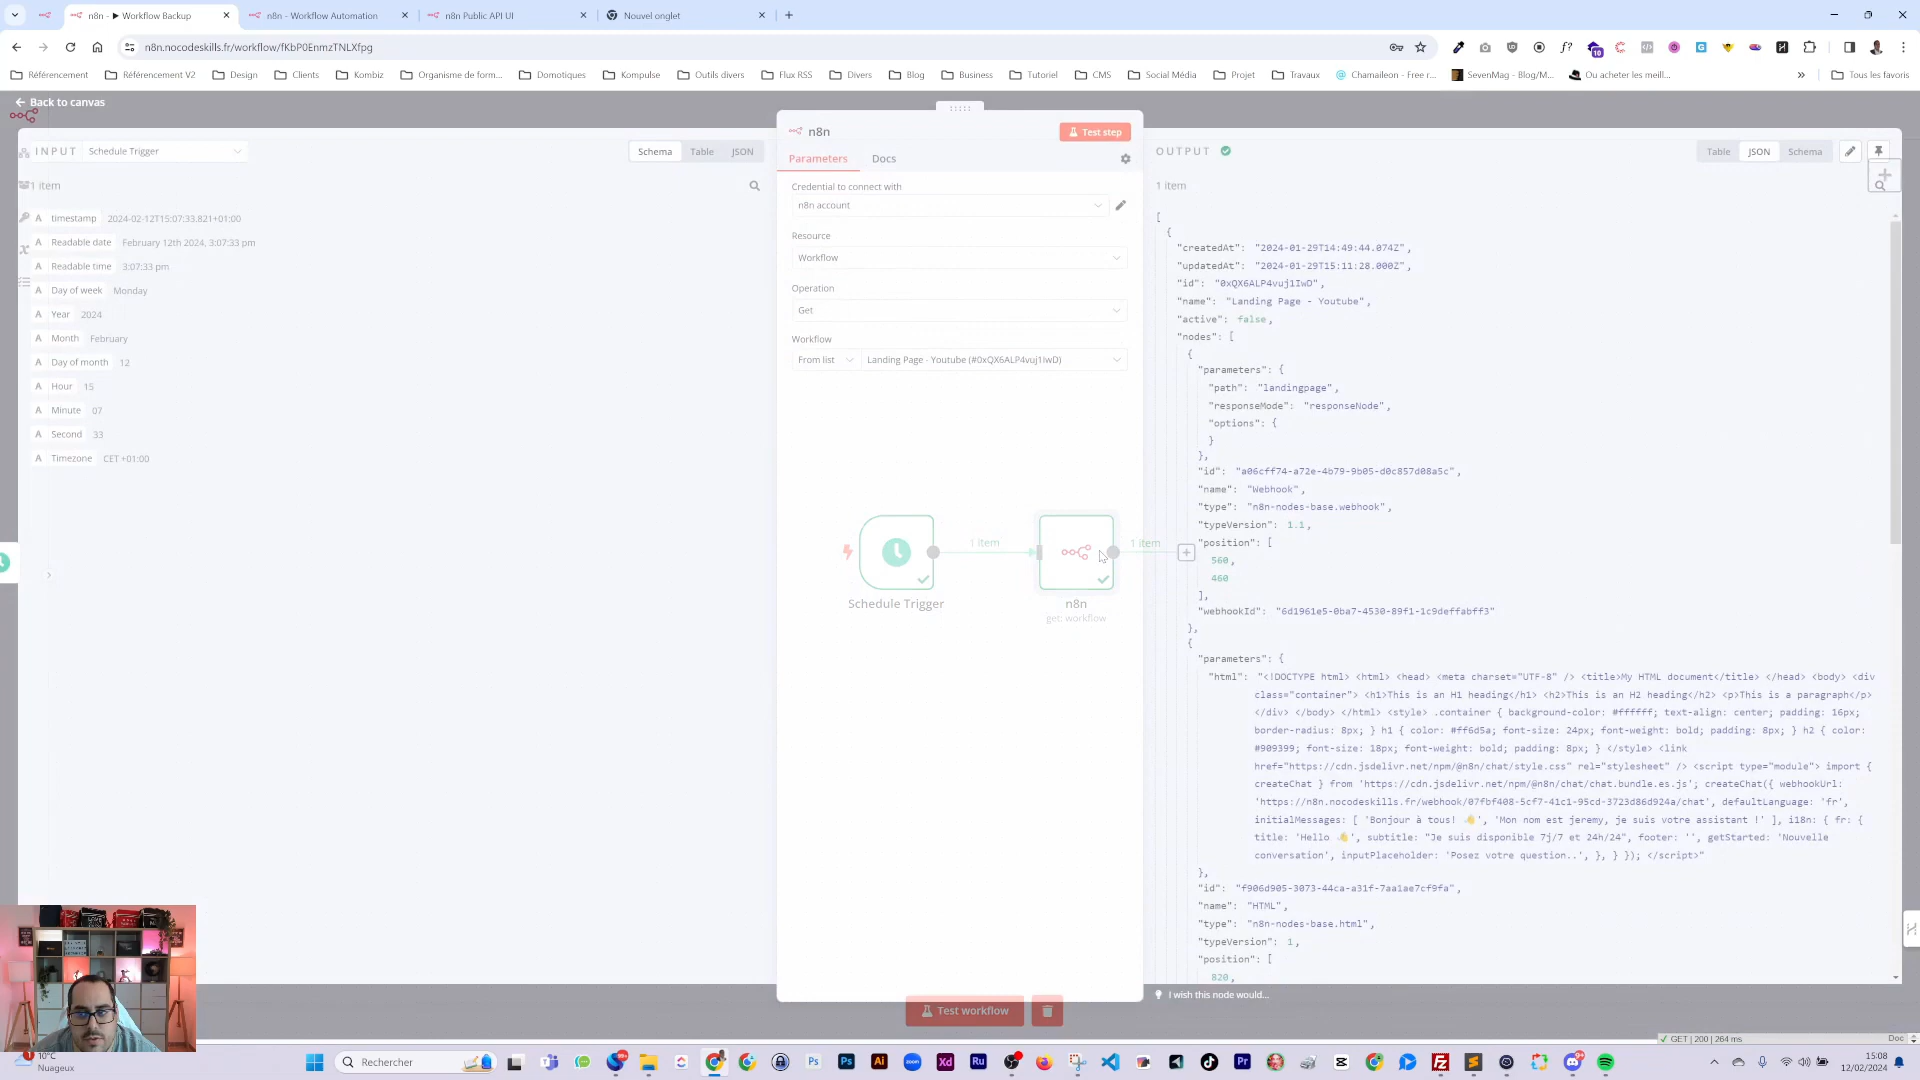 n8n - ▶ Workflow Backup
n8n - Workflow Automation
n8n Public API UI
Nouvel onglet
n8n.nocodeskills.fr/workflow/fKbP0EnmzTNLXfpg
Référencement
Référencement V2
Design
Clients
Kombiz
Organisme de form...
Domotiques
Kompulse
Outils divers
Flux RSS
Divers
Blog
Business
Tutoriel
CMS
Social Média
Projet
Travaux
Chamaileon - Free r...
SevenMag - Blog/M...
Ou acheter les meill...
Tous les favoris
Back to canvas
INPUT
Schedule Trigger
Schema
Table
JSON
1 item
A timestamp 2024-02-12T15:07:33.821+01:00
A Readable date February 12th 2024, 3:07:33 pm
A Readable time 3:07:33 pm
A Day of week Monday
A Year 2024
A Month February
A Day of month 12
A Hour 15
A Minute 07
A Second 33
A Timezone CET +01:00
n8n
Test step
Parameters
Docs
Credential to connect with
n8n account
Resource
Workflow
Operation
Get
Workflow
From list
Landing Page - Youtube (#0xQX6ALP4vuj1IwD)
1 item
1 item
Schedule Trigger
n8n
get: workflow
Test workflow
OUTPUT
Table
JSON
Schema
1 item
[
{
"createdAt": "2024-01-29T14:49:44.074Z",
"updatedAt": "2024-01-29T15:11:28.000Z",
"id": "0xQX6ALP4vuj1IwD",
"name": "Landing Page - Youtube",
"active": false,
"nodes": [
{
"parameters": {
"path": "landingpage",
"responseMode": "responseNode",
"options": {
}
},
"id": "a06cff74-a72e-4b79-9b05-d0c857d08a5c",
"name": "Webhook",
"type": "n8n-nodes-base.webhook",
"typeVersion": 1.1,
"position": [
560,
460
],
"webhookId": "6d1961e5-0ba7-4530-89f1-1c9deffabff3"
},
{
"parameters": {
"html": "<!DOCTYPE html> <html> <head> <meta charset="UTF-8" /> <title>My HTML document</title> </head> <body> <div
class="container"> <h1>This is an H1 heading</h1> <h2>This is an H2 heading</h2> <p>This is a paragraph</p>
</div> </body> </html> <style> .container { background-color: #ffffff; text-align: center; padding: 16px;
border-radius: 8px; } h1 { color: #ff6d5a; font-size: 24px; font-weight: bold; padding: 8px; } h2 { color:
#909399; font-size: 18px; font-weight: bold; padding: 8px; } </style> <link
href="https://cdn.jsdelivr.net/npm/@n8n/chat/style.css" rel="stylesheet" /> <script type="module"> import {
createChat } from 'https://cdn.jsdelivr.net/npm/@n8n/chat/chat.bundle.es.js'; createChat({ webhookUrl:
'https://n8n.nocodeskills.fr/webhook/07fbf408-5cf7-41c1-95cd-3723d86d924a/chat', defaultLanguage: 'fr',
initialMessages: [ 'Bonjour à tous! 👋', 'Mon nom est jeremy, je suis votre assistant !' ], i18n: { fr: {
title: 'Hello 👋', subtitle: "Je suis disponible 7j/7 et 24h/24", footer: '', getStarted: 'Nouvelle
conversation', inputPlaceholder: 'Posez votre question..', }, } }); </script>"
},
"id": "f906d905-3073-44ca-a31f-7aa1ae7cf9fa",
"name": "HTML",
"type": "n8n-nodes-base.html",
"typeVersion": 1,
"position": [
820,
I wish this node would...
✓ GET | 200 | 264 ms
Doc
10°C
Nuageux
Rechercher
15:08
12/02/2024